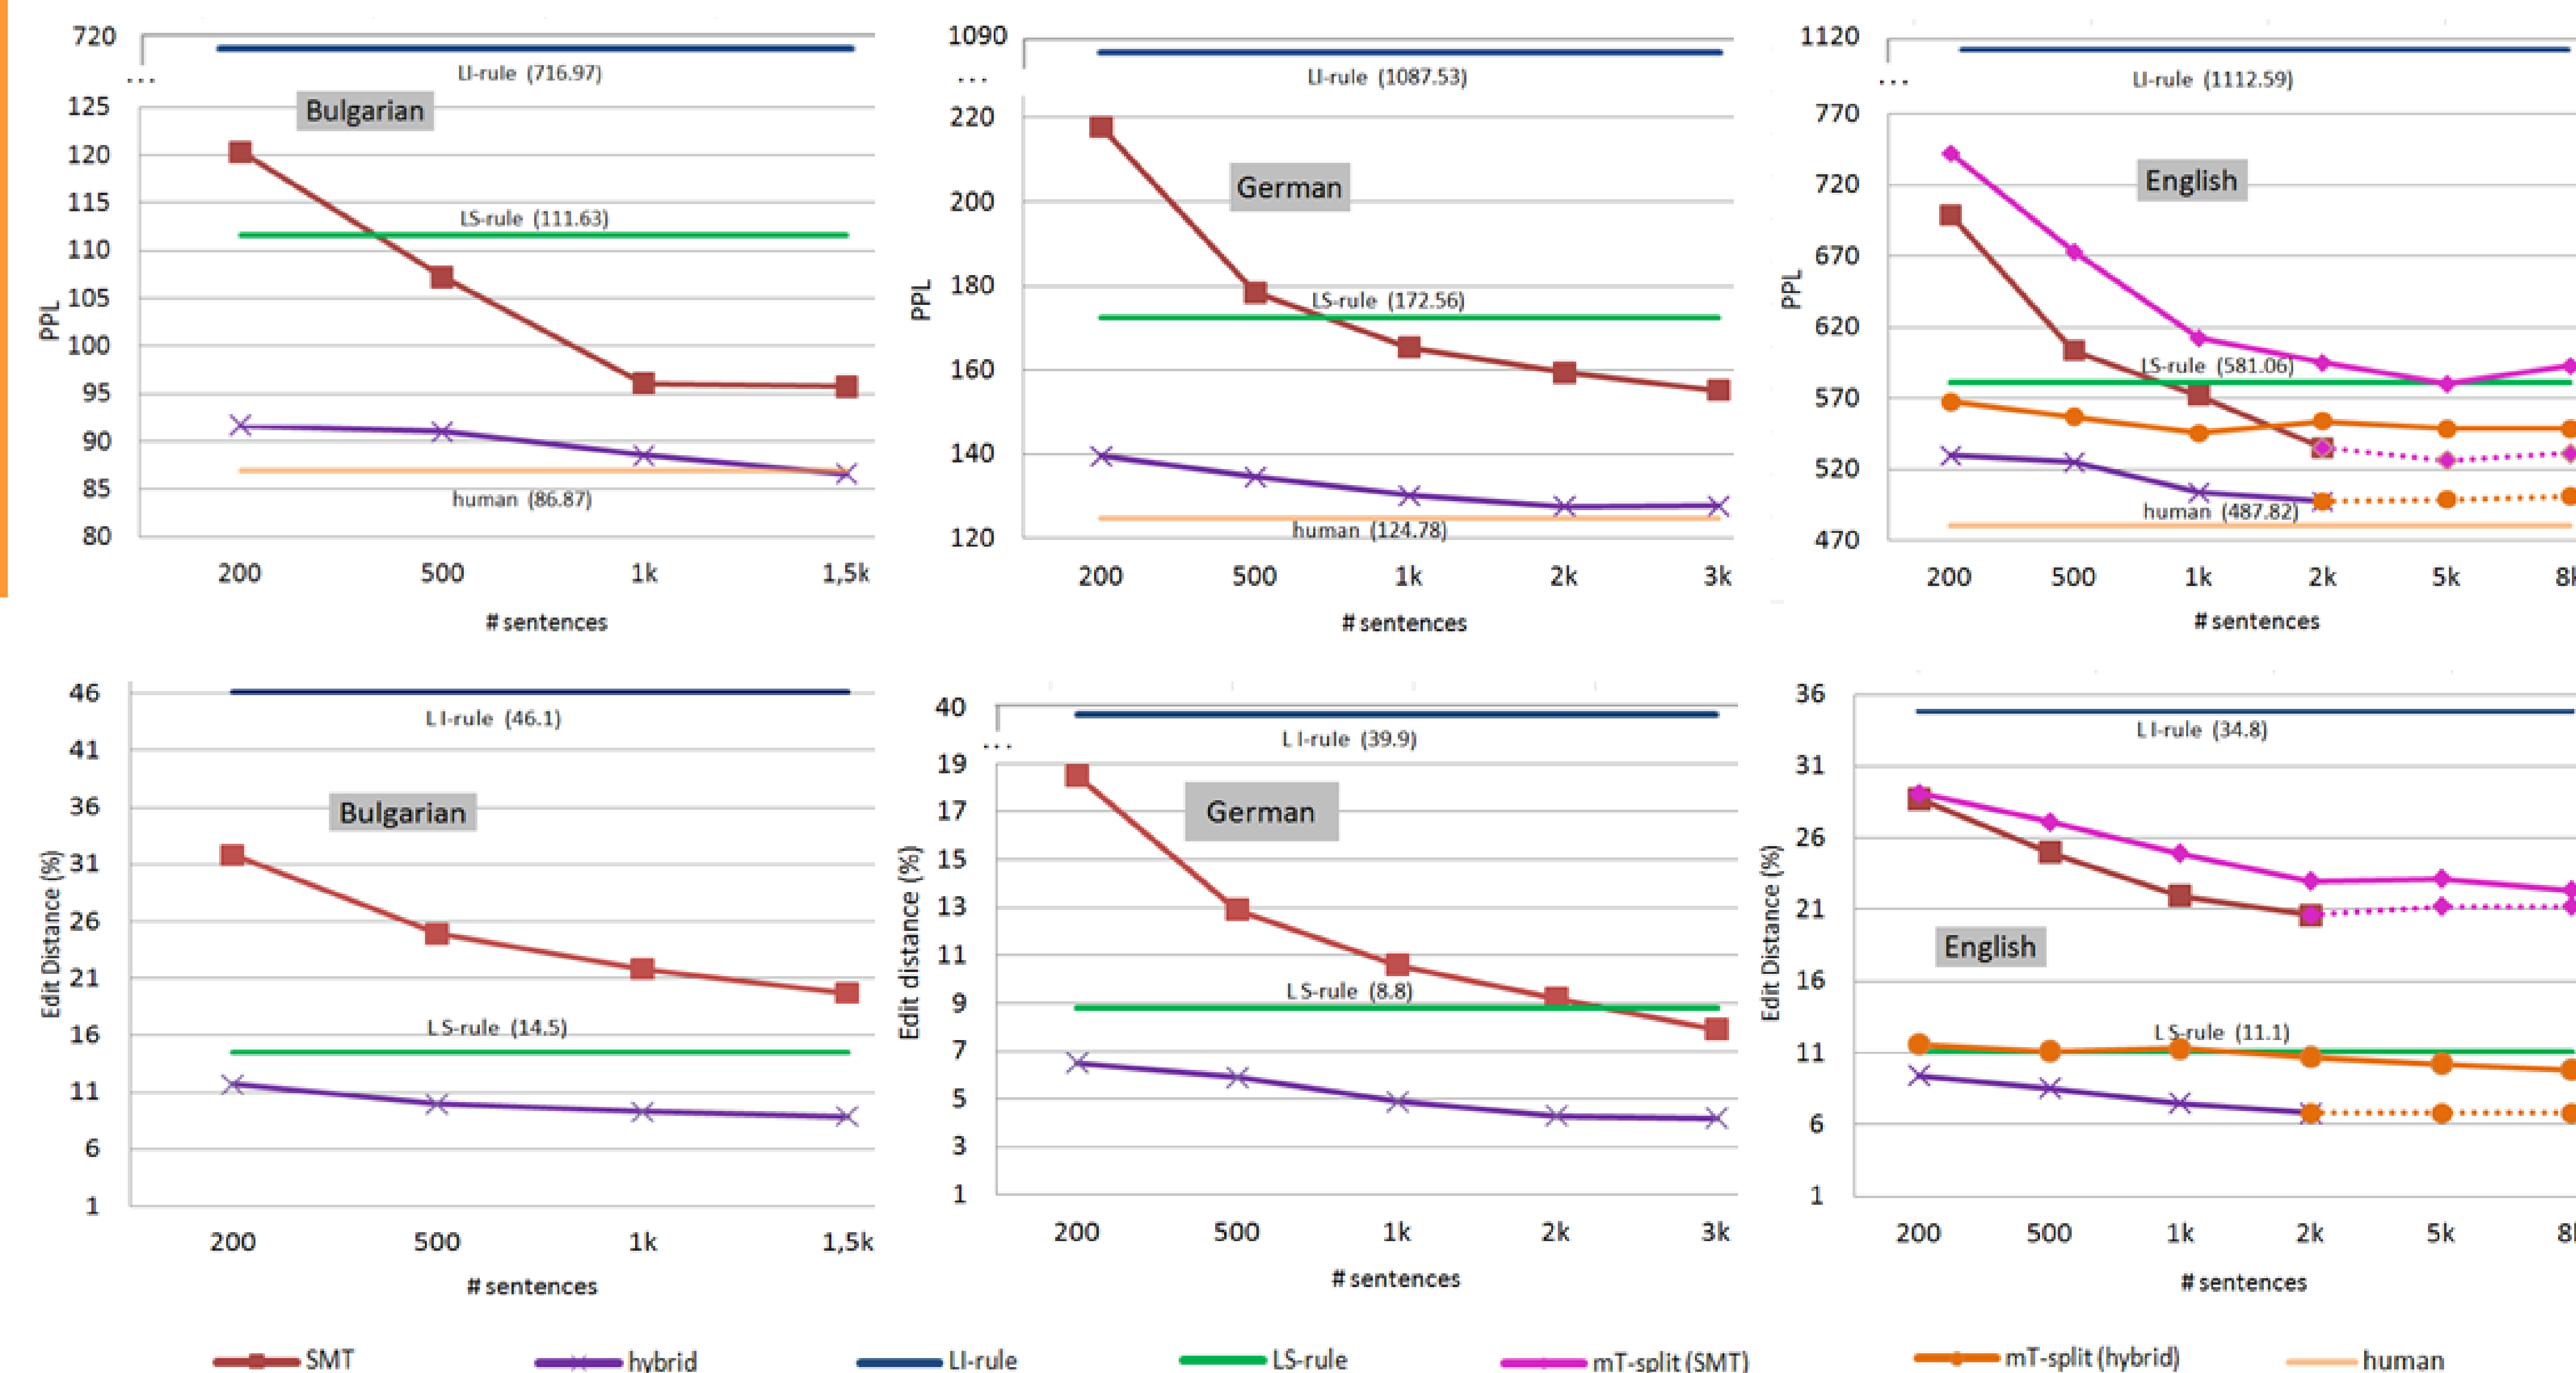 720
...
LI-rule (716.97)
125
Bulgarian
120
115
LS-rule (111.63)
110
105
PPL
100
95
90
85
human (86.87)
80
200 500 1k 1,5k
# sentences
1090
...
LI-rule (1087.53)
220
German
200
180
LS-rule (172.56)
PPL
160
140
120
human (124.78)
200 500 1k 2k 3k
# sentences
1120
...
LI-rule (1112.59)
770
720
English
670
PPL
620
LS-rule (581.06)
570
520
human (487.82)
470
200 500 1k 2k 5k
# sentences
46
L I-rule (46.1)
41
36
Bulgarian
31
Edit Distance (%)
26
21
16
L S-rule (14.5)
11
6
1
200 500 1k 1,5k
# sentences
40
L I-rule (39.9)
...
19
17
German
15
Edit distance (%)
13
11
9
L S-rule (8.8)
7
5
3
1
200 500 1k 2k 3k
# sentences
36
L I-rule (34.8)
31
26
Edit Distance (%)
21
English
16
L S-rule (11.1)
11
6
1
200 500 1k 2k 5k
# sentences
SMT hybrid LI-rule LS-rule mT-split (SMT) mT-split (hybrid) human